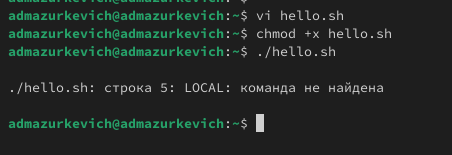 admazurkevich@admazurkevich:~$ vi hello.sh
admazurkevich@admazurkevich:~$ chmod +x hello.sh
admazurkevich@admazurkevich:~$ ./hello.sh
./hello.sh: строка 5: LOCAL: команда не найдена
admazurkevich@admazurkevich:~$